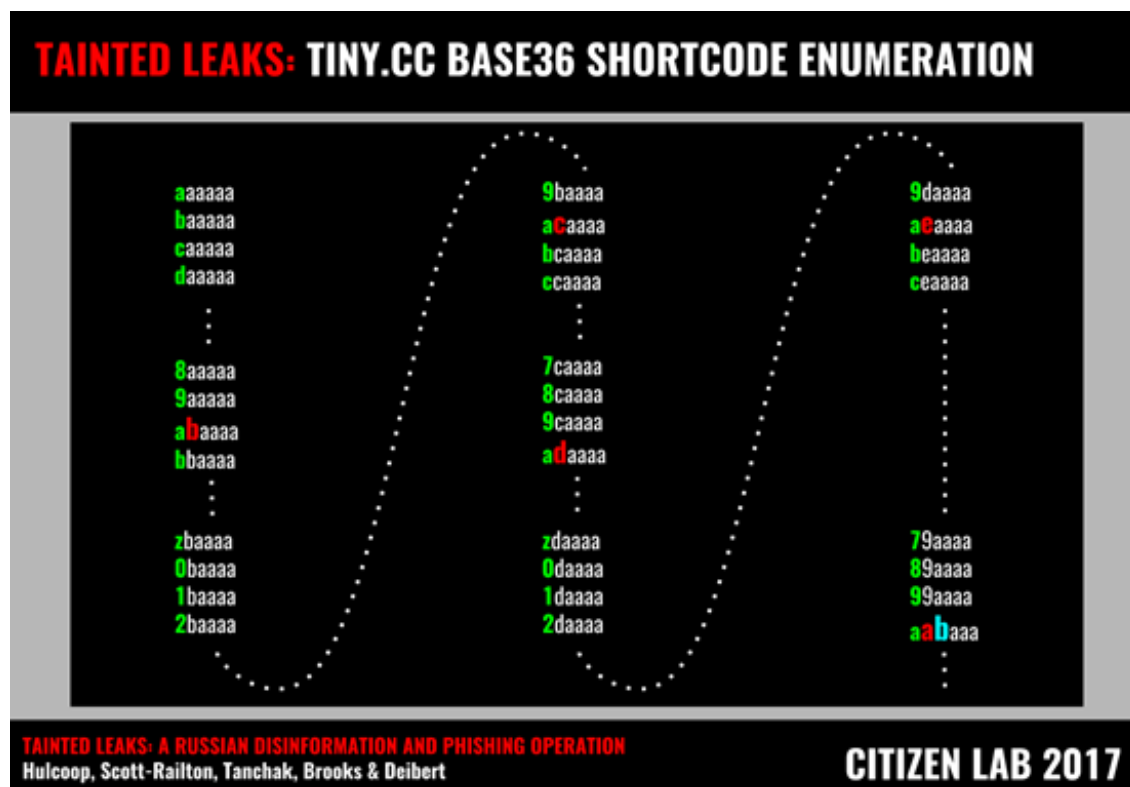 TAINTED LEAKS: TINY.CC BASE36 SHORTCODE ENUMERATION
aaaaaa
baaaaa
caaaaa
daaaaa
8aaaaa
9aaaaa
abaaaa
bbaaaa
zbaaaa
0baaaa
1baaaa
2baaaa
9baaaa
acaaaa
bcaaaa
ccaaaa
7caaaa
8caaaa
9caaaa
adaaaa
zdaaaa
0daaaa
1daaaa
2daaaa
9daaaa
aeaaaa
beaaaa
ceaaaa
79aaaa
89aaaa
99aaaa
aabaaa
TAINTED LEAKS: A RUSSIAN DISINFORMATION AND PHISHING OPERATION
Hulcoop, Scott-Railton, Tanchak, Brooks & Deibert
CITIZEN LAB 2017